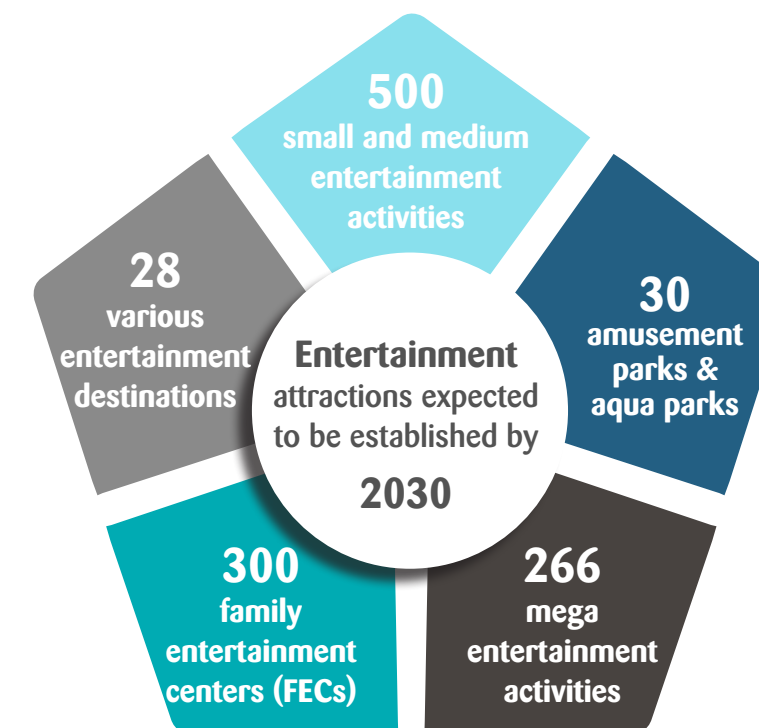 500
small and medium
entertainment
activities
28
various
entertainment
destinations
Entertainment
attractions expected
to be established by
2030
30
amusement
parks &
aqua parks
300
family
entertainment
centers (FECs)
266
mega
entertainment
activities